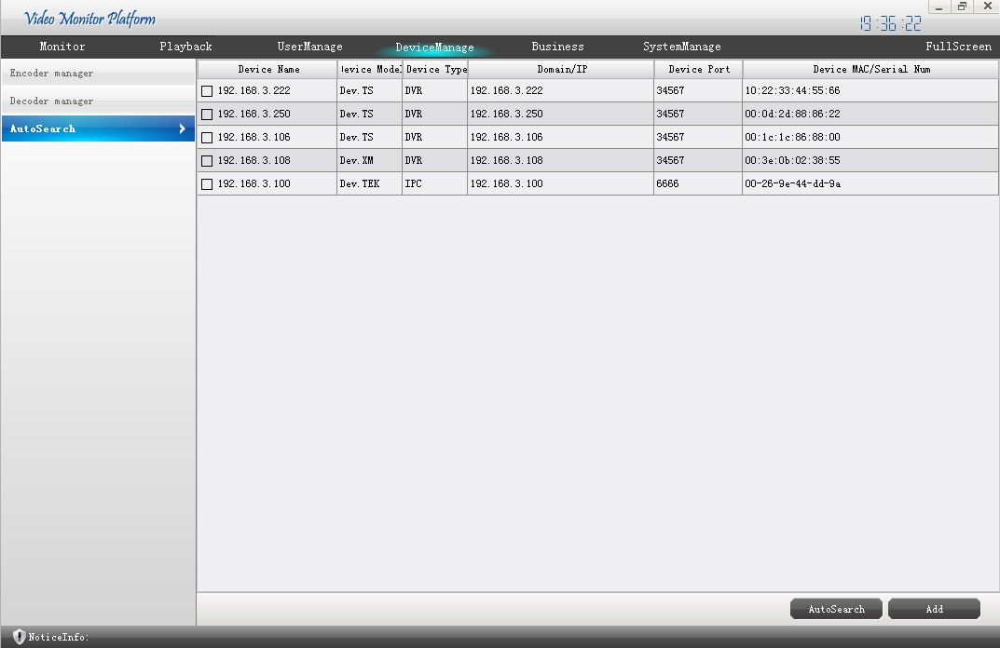 Video Monitor Platform
19:36:22
Monitor Playback UserManage DeviceManage Business SystemManage FullScreen
Encoder manager
Decoder manager
AutoSearch
Device Name evice Model Device Type Domain/IP Device Port Device MAC/Serial Num
192.168.3.222 Dev.TS DVR 192.168.3.222 34567 10:22:33:44:55:66
192.168.3.250 Dev.TS DVR 192.168.3.250 34567 00:0d:2d:88:86:22
192.168.3.106 Dev.TS DVR 192.168.3.106 34567 00:1c:1c:86:88:00
192.168.3.108 Dev.XM DVR 192.168.3.108 34567 00:3e:0b:02:38:55
192.168.3.100 Dev.TEK IPC 192.168.3.100 6666 00-26-9e-44-dd-9a
AutoSearch Add
NoticeInfo: